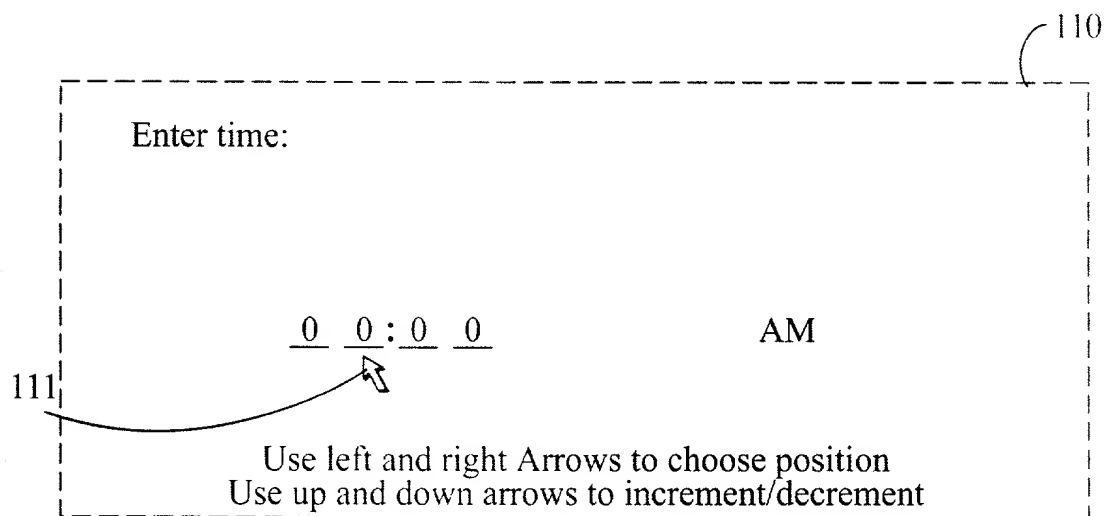 110
Enter time:
0 0:0 0 AM
111
Use left and right Arrows to choose position
Use up and down arrows to increment/decrement